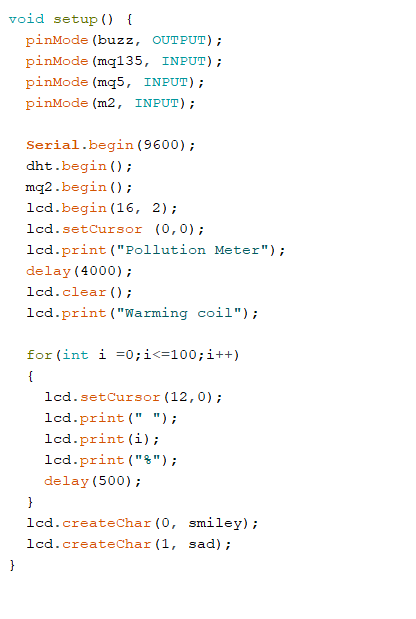 void setup() {
  pinMode(buzz, OUTPUT);
  pinMode(mq135, INPUT);
  pinMode(mq5, INPUT);
  pinMode(m2, INPUT);

  Serial.begin(9600);
  dht.begin();
  mq2.begin();
  lcd.begin(16, 2);
  lcd.setCursor (0,0);
  lcd.print("Pollution Meter");
  delay(4000);
  lcd.clear();
  lcd.print("Warming coil");

  for(int i =0;i<=100;i++)
  {
    lcd.setCursor(12,0);
    lcd.print(" ");
    lcd.print(i);
    lcd.print("%");
    delay(500);
  }
  lcd.createChar(0, smiley);
  lcd.createChar(1, sad);
}